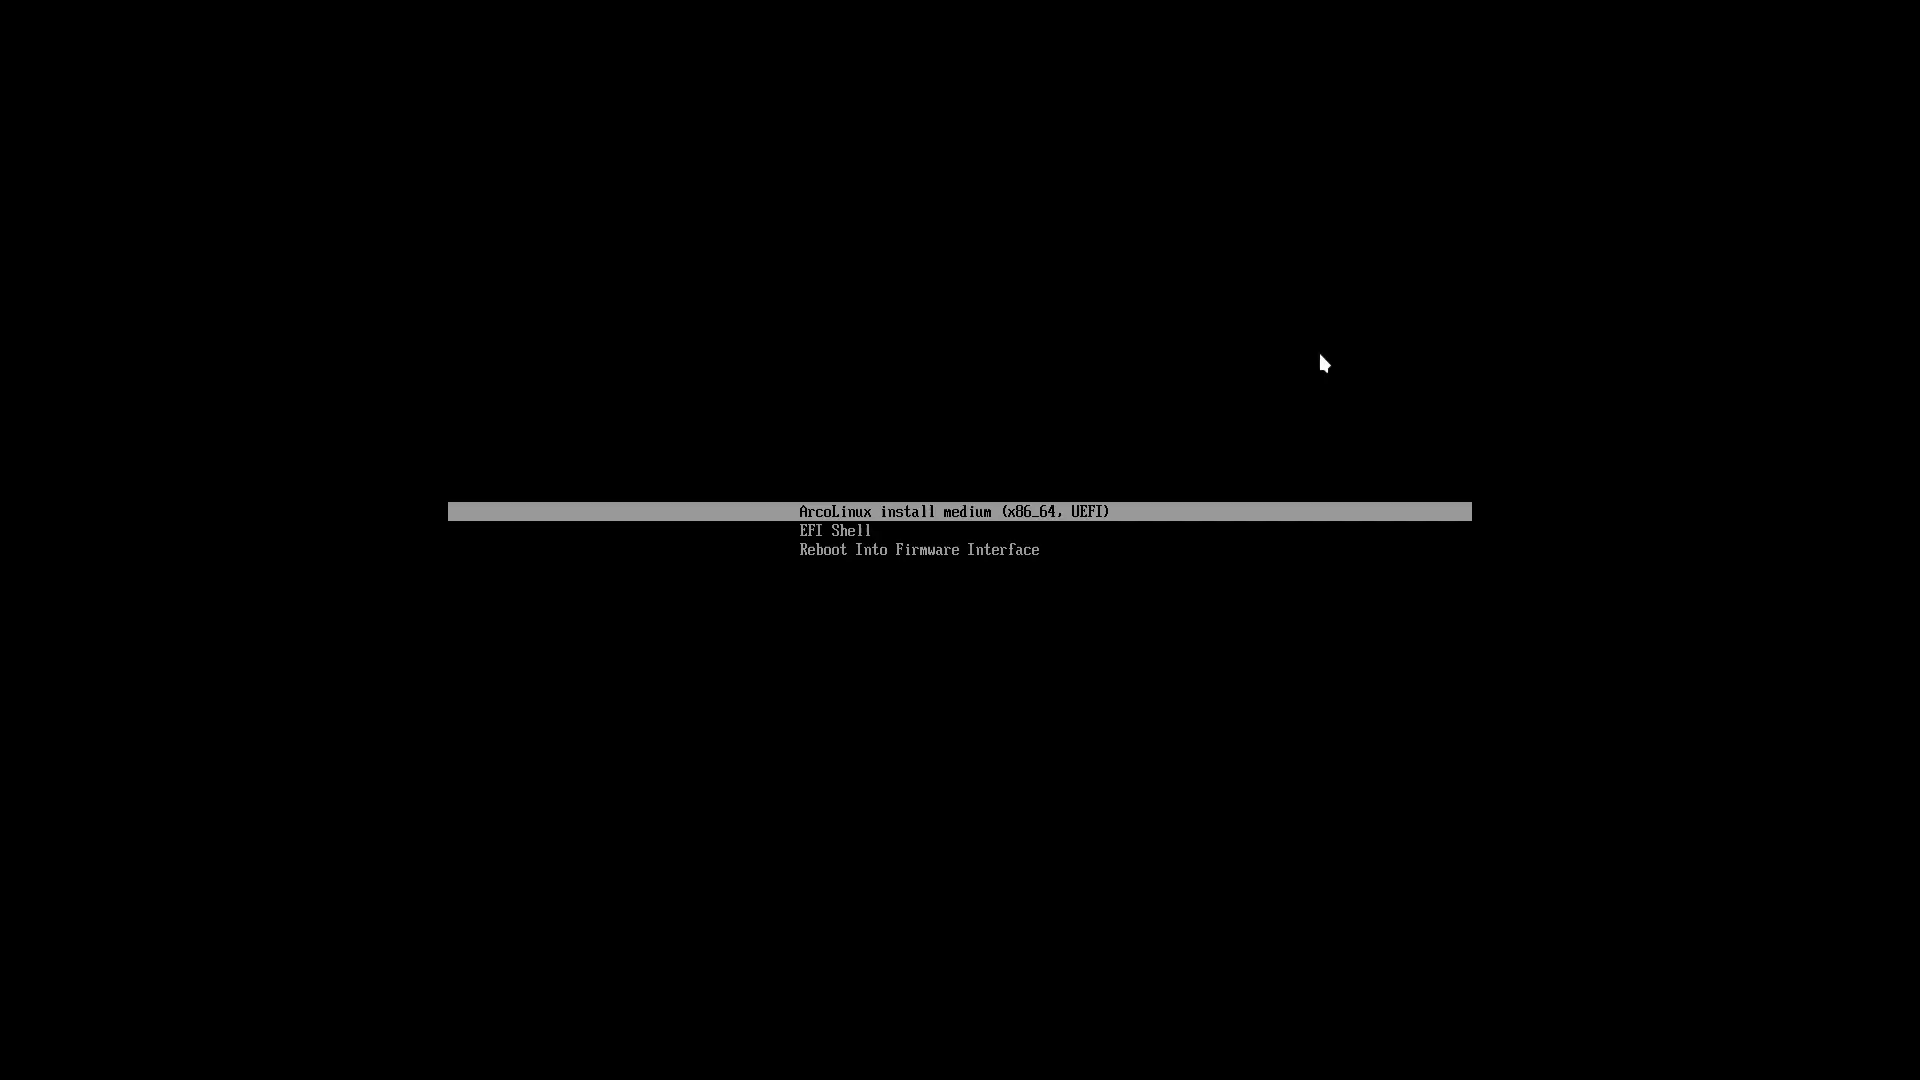 ArcoLinux install medium (x86_64, UEFI)
EFI Shell
Reboot Into Firmware Interface